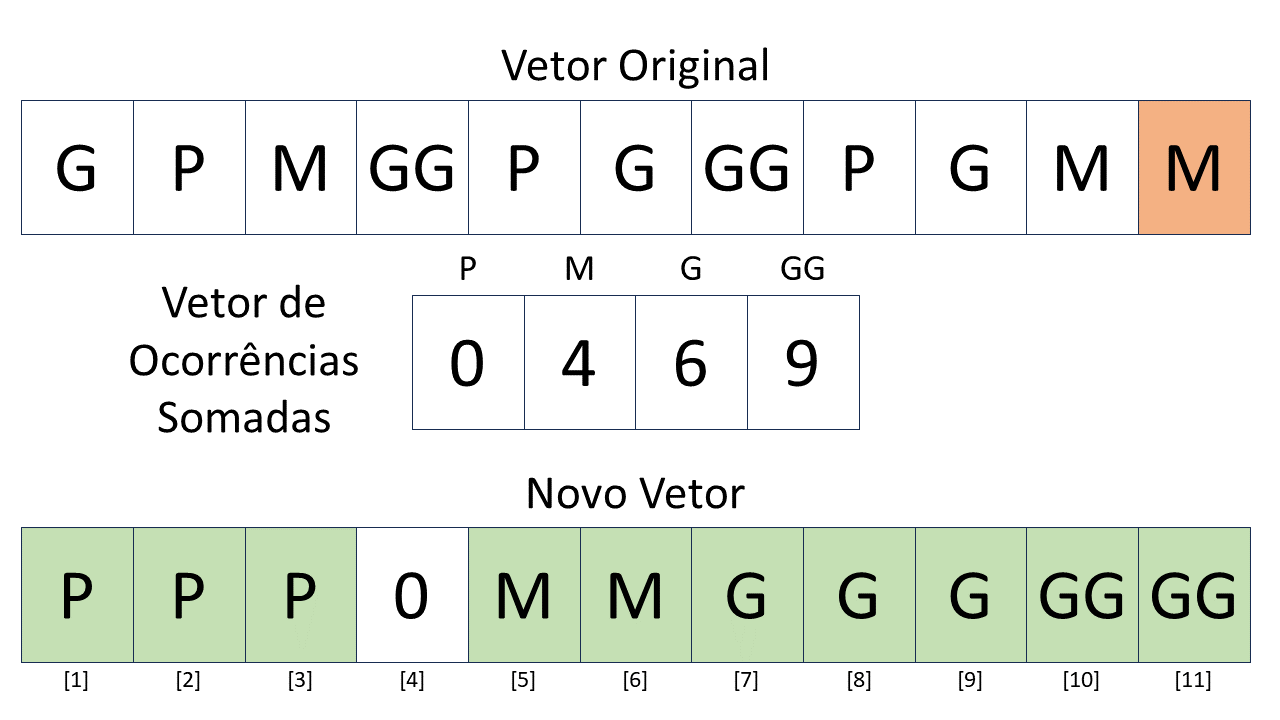 Vetor Original
G P M GG P G GG P G M M
P M G GG
Vetor de
Ocorrências
Somadas
0 4 6 9
Novo Vetor
P P P 0 M M G G G GG GG
[1] [2] [3] [4] [5] [6] [7] [8] [9] [10] [11]